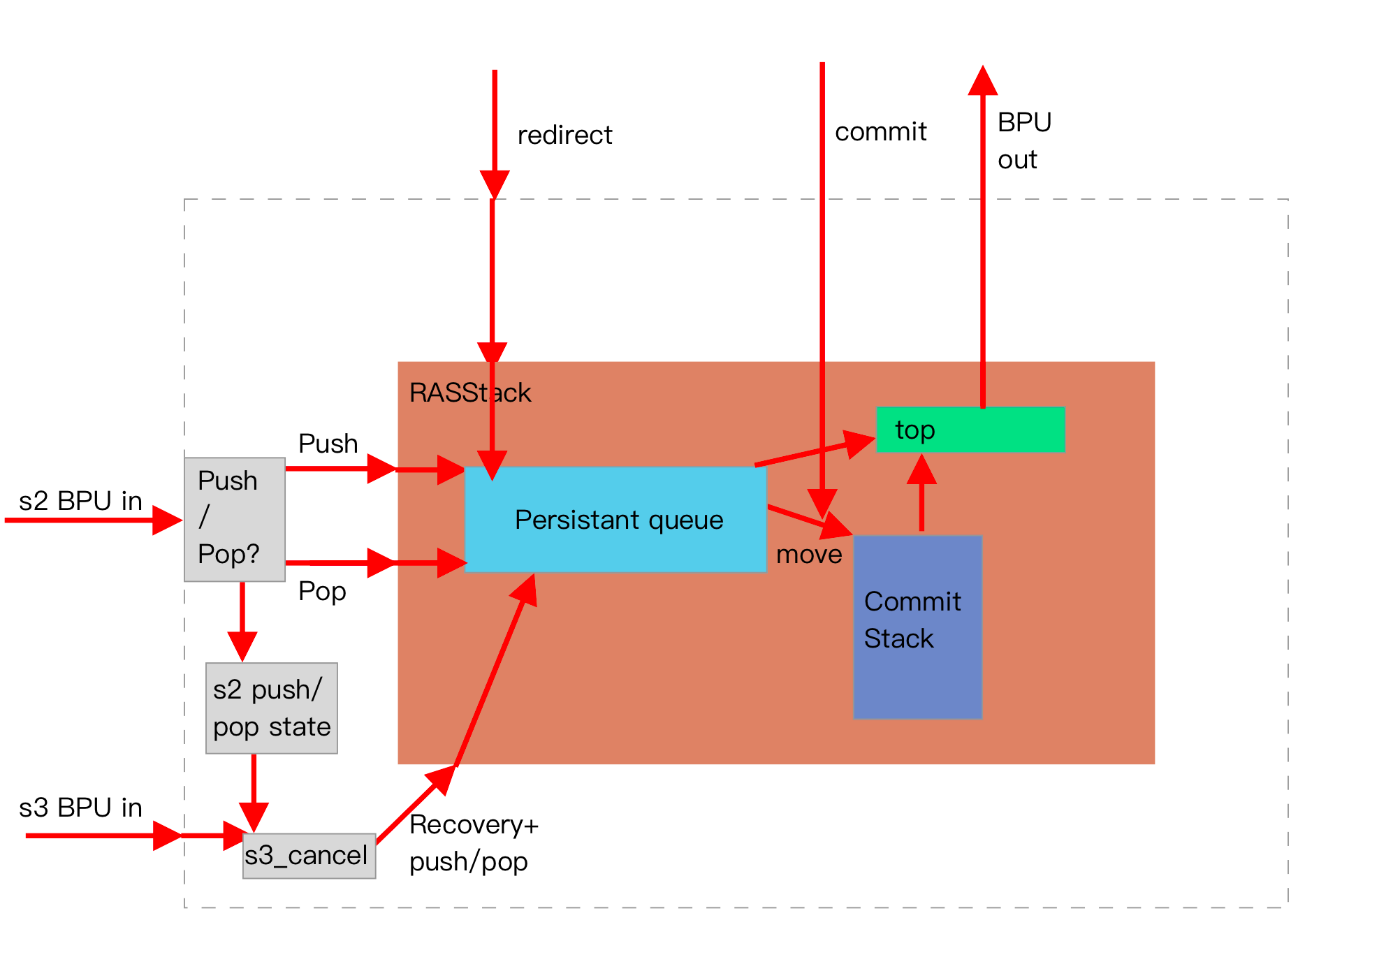 redirect
commit
BPU
out
RASStack
top
Push
Push
/
Pop?
s2 BPU in
Persistant queue
move
Pop
Commit
Stack
s2 push/
pop state
s3 BPU in
s3_cancel
Recovery+
push/pop